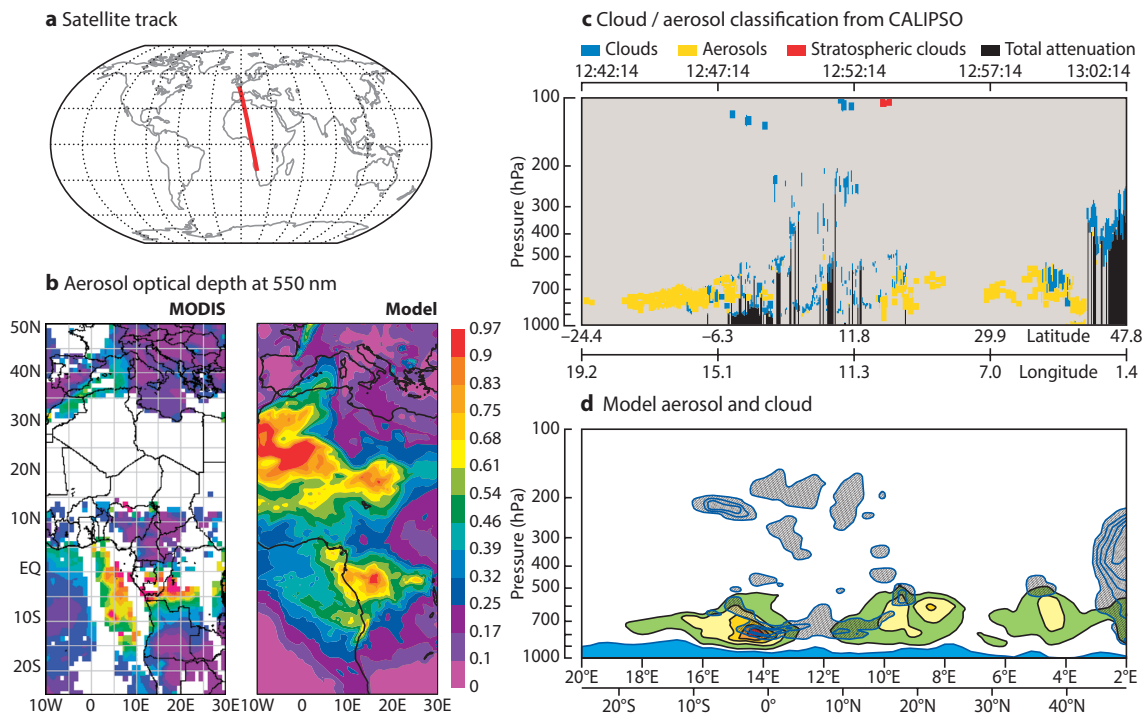 a Satellite track
b Aerosol optical depth at 550 nm
MODIS Model
50N
40N
30N
20N
10N
EQ
10S
20S
10W 0 10E 20E 30E
10W 0 10E 20E 30E
0.97
0.9
0.83
0.75
0.68
0.61
0.54
0.46
0.39
0.32
0.25
0.17
0.1
0
c Cloud / aerosol classification from CALIPSO
Clouds Aerosols Stratospheric clouds Total attenuation
12:42:14 12:47:14 12:52:14 12:57:14 13:02:14
Pressure (hPa)
100
200
300
400
500
700
1000
−24.4 −6.3 11.8 29.9 Latitude 47.8
19.2 15.1 11.3 7.0 Longitude 1.4
d Model aerosol and cloud
Pressure (hPa)
100
200
300
400
500
700
1000
20°E 18°E 16°E 14°E 12°E 10°E 8°E 6°E 4°E 2°E
20°S 10°S 0° 10°N 20°N 30°N 40°N